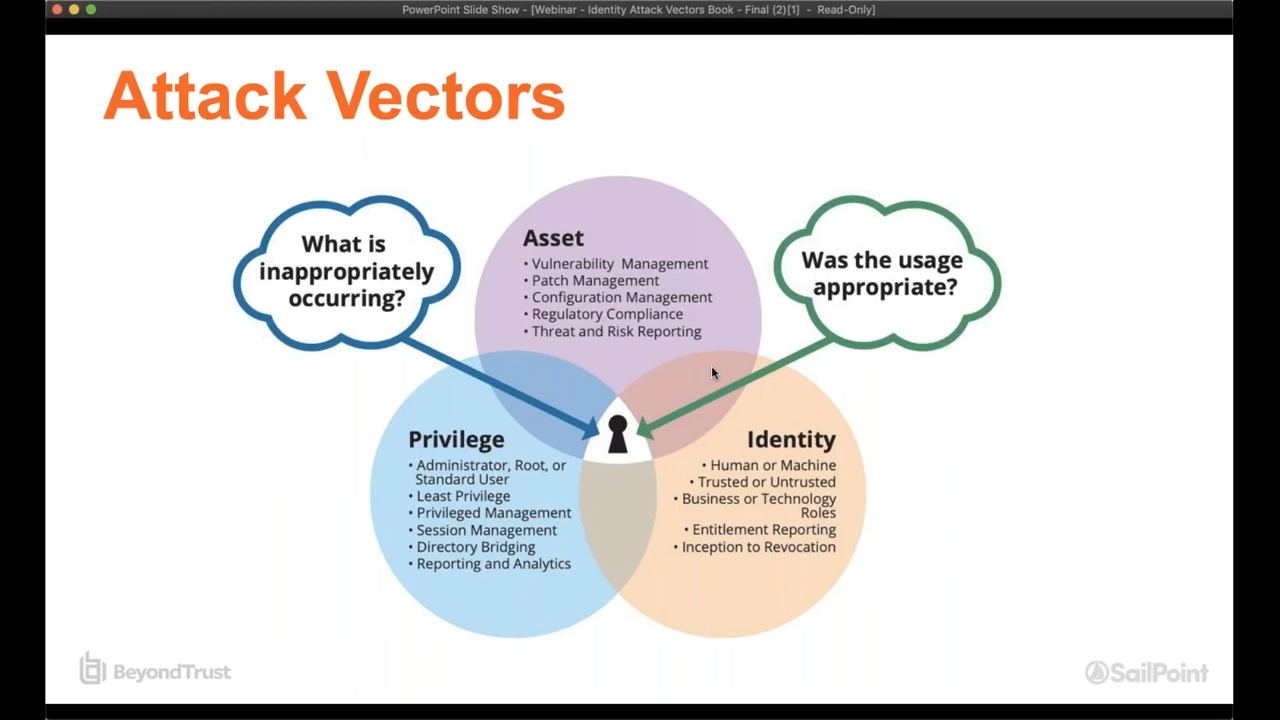 PowerPoint Slide Show - [Webinar - Identity Attack Vectors Book - Final (2)[1] - Read-Only]
Attack Vectors
What is
inappropriately
occurring?
Asset
• Vulnerability Management
• Patch Management
• Configuration Management
• Regulatory Compliance
• Threat and Risk Reporting
Was the usage
appropriate?
Privilege
• Administrator, Root, or
Standard User
• Least Privilege
• Privileged Management
• Session Management
• Directory Bridging
• Reporting and Analytics
Identity
• Human or Machine
• Trusted or Untrusted
• Business or Technology
Roles
• Entitlement Reporting
• Inception to Revocation
BeyondTrust
SailPoint